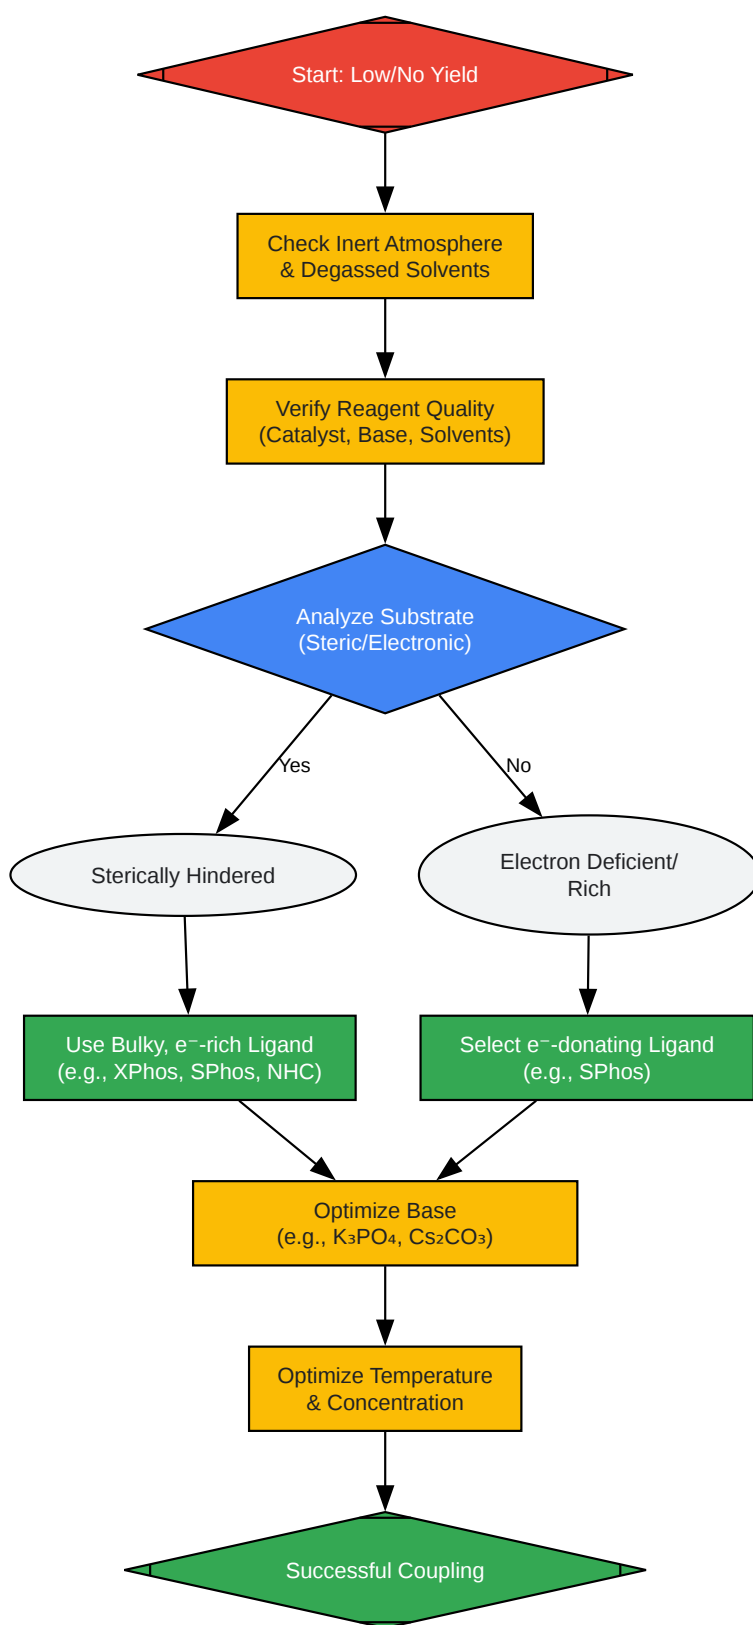 Start: Low/No Yield
Check Inert Atmosphere
& Degassed Solvents
Verify Reagent Quality
(Catalyst, Base, Solvents)
Analyze Substrate
(Steric/Electronic)
Yes
No
Sterically Hindered
Electron Deficient/
Rich
Use Bulky, e⁻-rich Ligand
(e.g., XPhos, SPhos, NHC)
Select e⁻-donating Ligand
(e.g., SPhos)
Optimize Base
(e.g., K₃PO₄, Cs₂CO₃)
Optimize Temperature
& Concentration
Successful Coupling